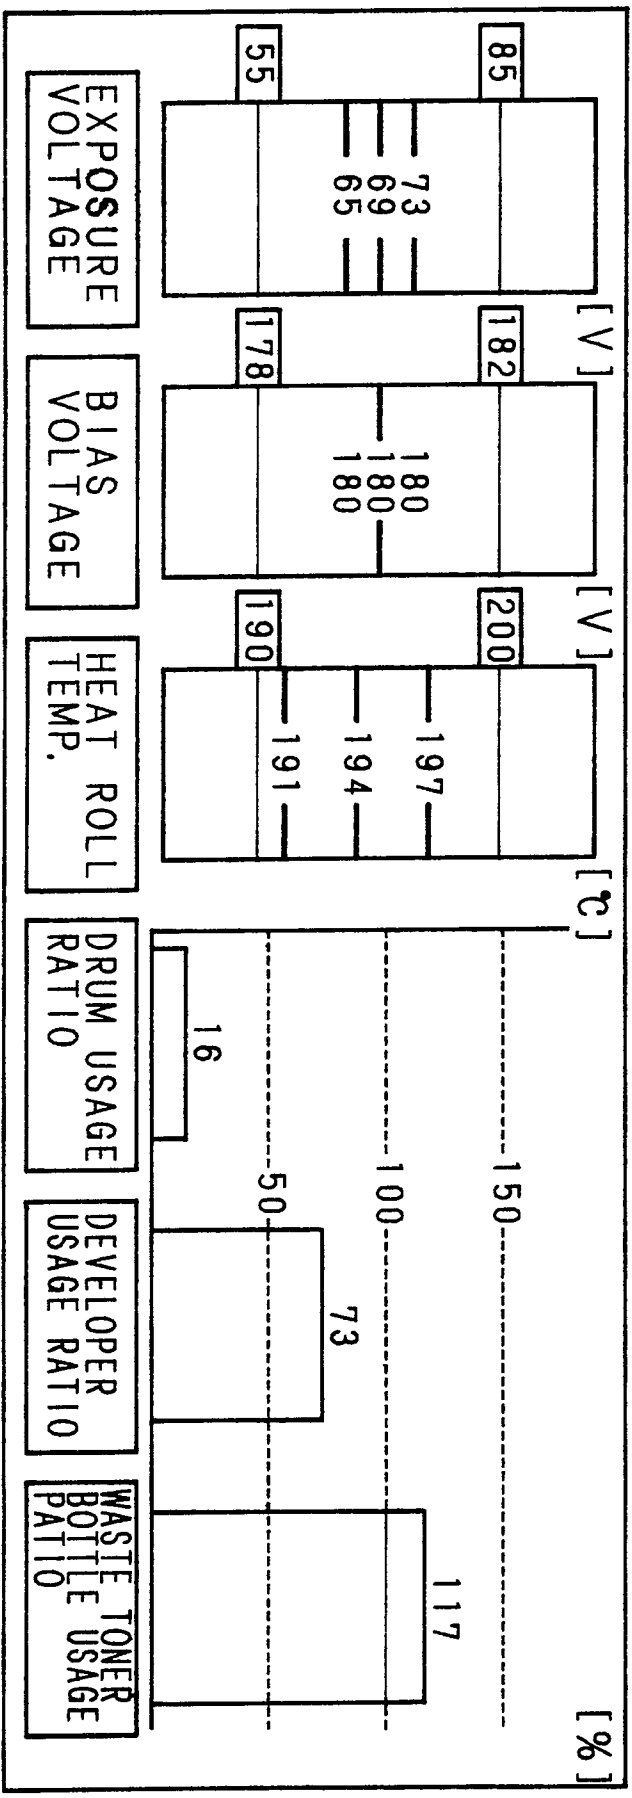 [V]
85
73
69
65
55
EXPOSURE
VOLTAGE
[V]
182
180
180
180
178
BIAS
VOLTAGE
[℃]
200
197
194
191
190
HEAT ROLL
TEMP.
[%]
150
100
50
16
73
117
DRUM USAGE
RATIO
DEVELOPER
USAGE RATIO
WASTE TONER
BOTTLE USAGE
PATIO